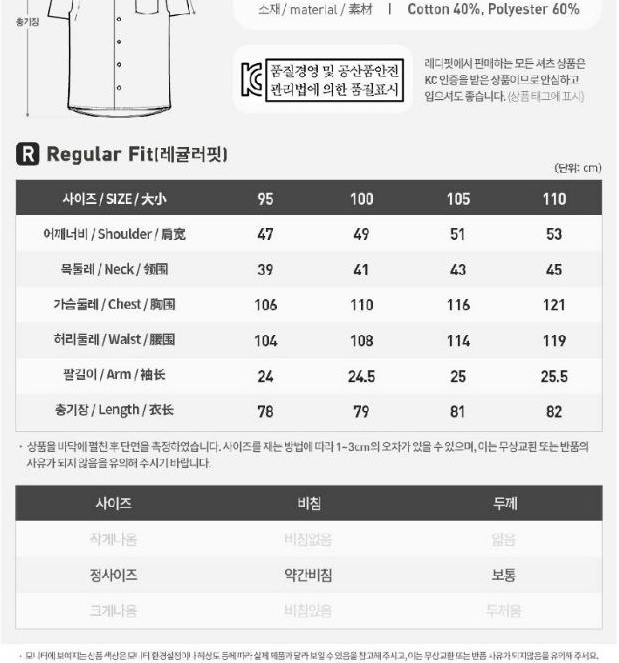 총기장
소재 / material / 素材 | Cotton 40%, Polyester 60%
품질경영 및 공산품안전
관리법에 의한 품질표시
레디핏에서 판매하는 모든 셔츠 상품은
KC 인증을 받은 상품이므로 안심하고
입으셔도 좋습니다. (상품 태그에 표시)
R Regular Fit(레귤러핏)
(단위: cm)
사이즈 / SIZE / 大小 95 100 105 110
어깨너비 / Shoulder / 肩宽 47 49 51 53
목둘레 / Neck / 领围 39 41 43 45
가슴둘레 / Chest / 胸围 106 110 116 121
허리둘레 / Waist / 腰围 104 108 114 119
팔길이 / Arm / 袖长 24 24.5 25 25.5
총기장 / Length / 衣长 78 79 81 82
· 상품을 바닥에 펼친 후 단면을 측정하였습니다. 사이즈를 재는 방법에 따라 1~3cm의 오차가 있을 수 있으며, 이는 무상교환 또는 반품의
사유가 되지 않음을 유의해 주시기 바랍니다.
사이즈 비침 두께
작게나옴 비침없음 얇음
정사이즈 약간비침 보통
크게나옴 비침있음 두꺼움
· 모니터에 보여지는 상품 색상은 모니터 환경설정이나 해상도 등에 따라 실제 제품과 달라 보일 수 있음을 참고해 주시고, 이는 무상교환 또는 반품 사유가 되지않음을 유의해 주세요.